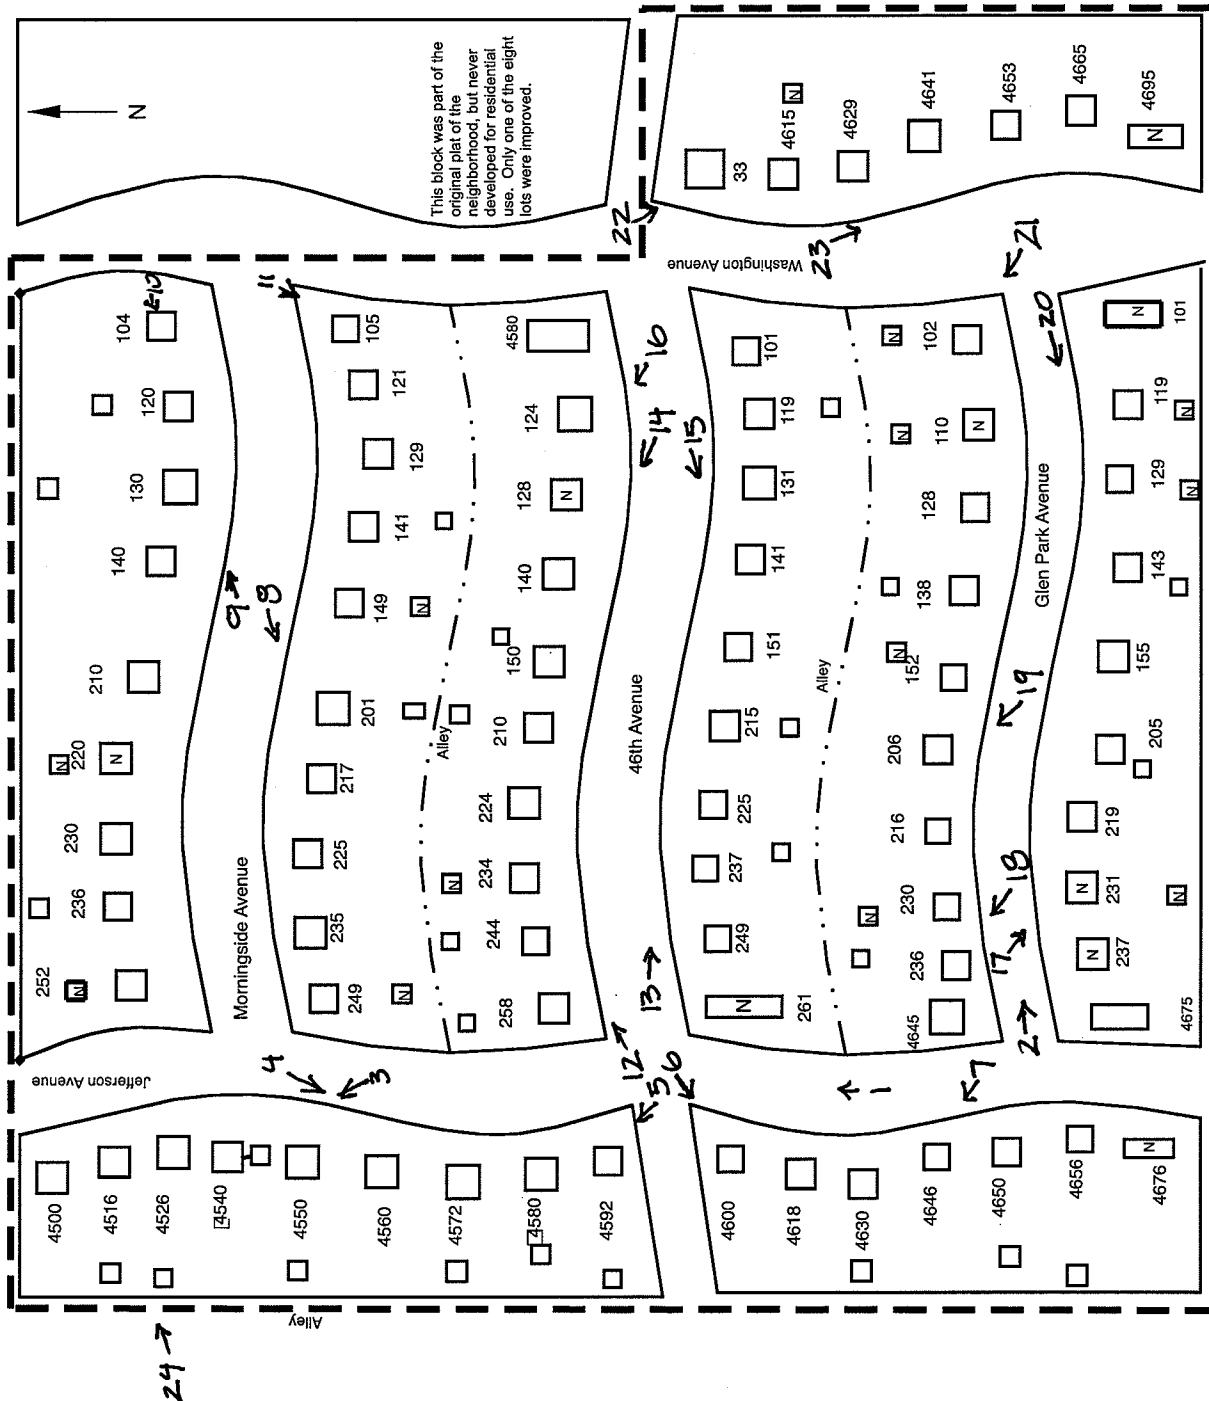 N
This block was part of the
original plat of the
neighborhood, but never
developed for residential
use. Only one of the eight
lots were improved.
22
33
4615
N
4629
4641
4653
4665
4695
N
Washington Avenue
23
21
104
10
120
130
140
210
220
N
N
230
236
252
N
Morningside Avenue
9
8
11
105
121
129
141
149
N
201
217
225
235
249
N
Alley
4580
124
128
N
140
150
210
224
234
N
244
258
46th Avenue
16
14
15
13
12
101
119
131
141
151
215
225
237
249
261
N
Alley
102
N
110
N
N
128
138
152
N
206
216
230
N
236
4645
Glen Park Avenue
20
19
18
17
2
101
N
119
N
129
N
143
155
205
219
231
N
N
237
N
4675
Jefferson Avenue
4
3
5
6
1
7
4500
4516
4526
4540
4550
4560
4572
4580
4592
4600
4618
4630
4646
4650
4656
4676
N
Alley
24